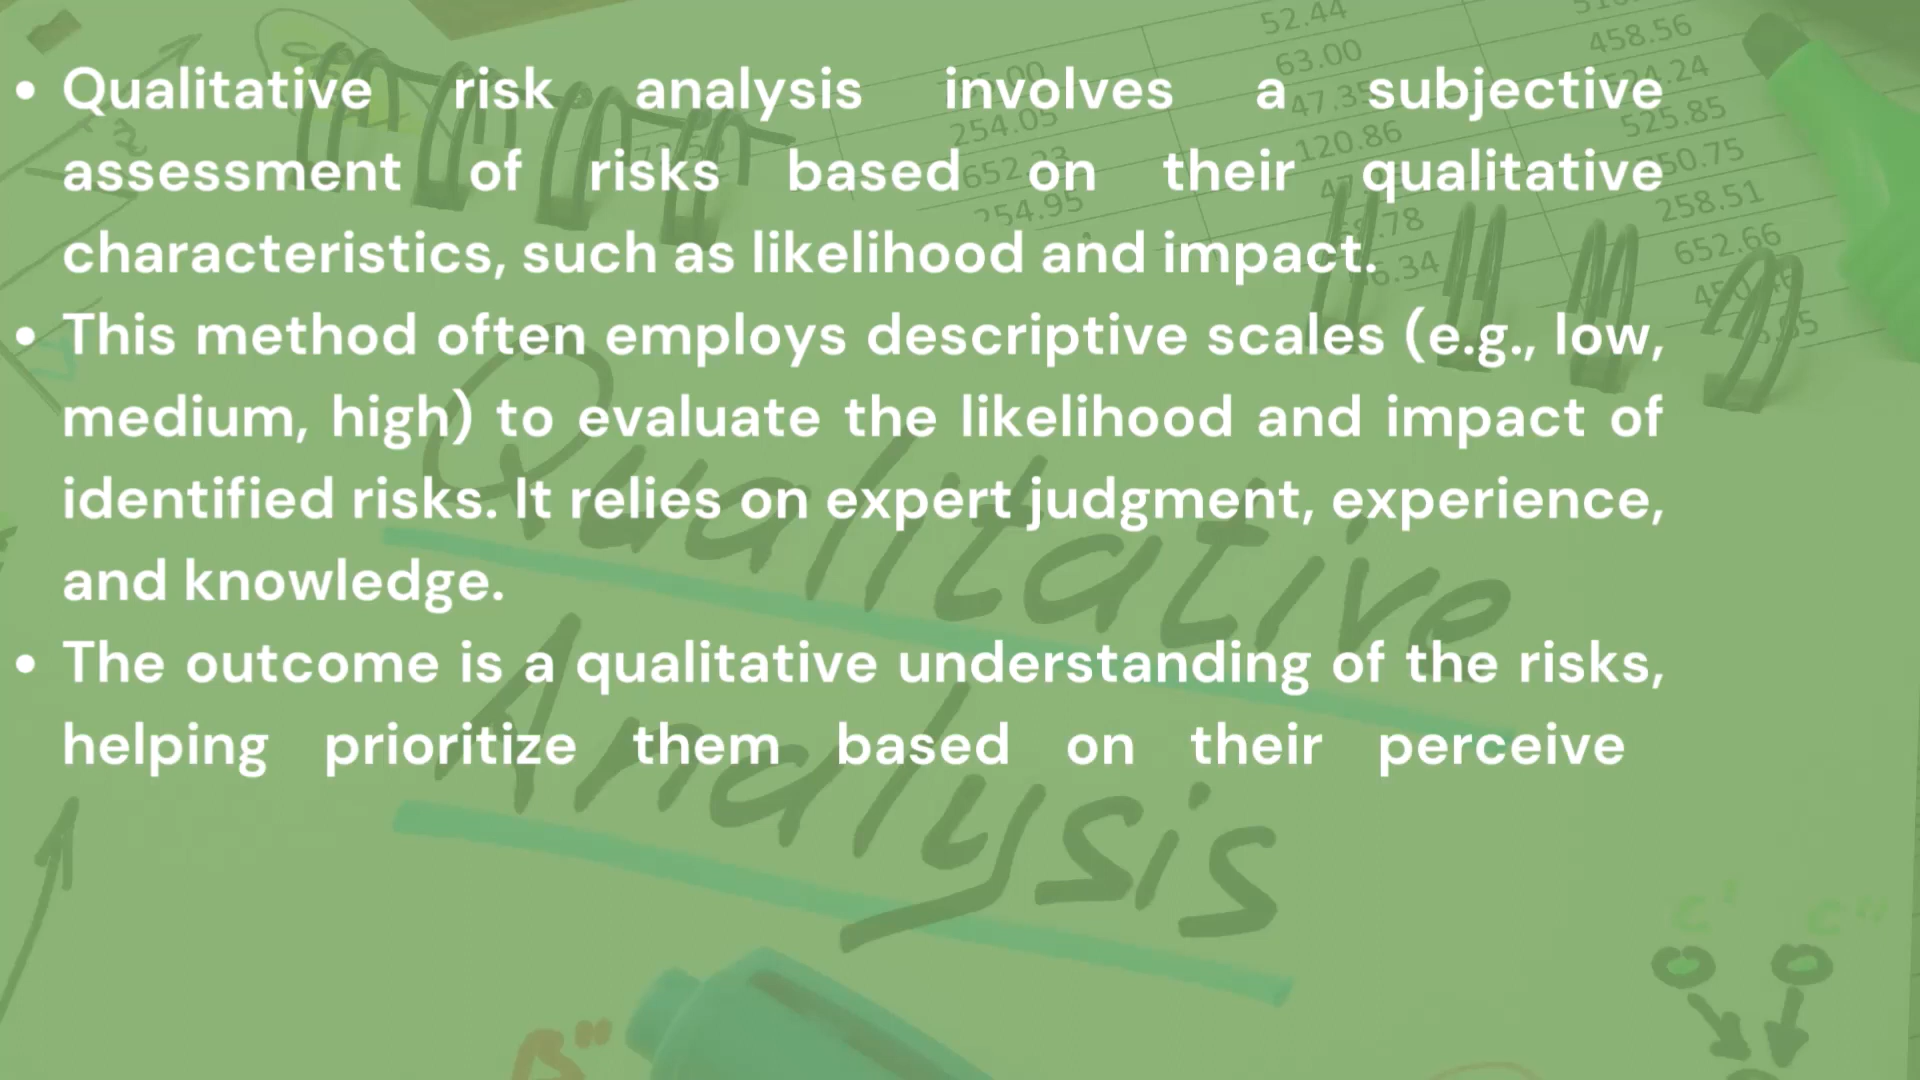 • Qualitative risk analysis involves a subjective
assessment of risks based on their qualitative
characteristics, such as likelihood and impact.
• This method often employs descriptive scales (e.g., low,
medium, high) to evaluate the likelihood and impact of
identified risks. It relies on expert judgment, experience,
and knowledge.
• The outcome is a qualitative understanding of the risks,
helping prioritize them based on their perceive
Qualitative
Analysis
52.44
63.00
458.56
254.05
47.35
120.86
525.85
254.95
258.51
652.66
C' C"
B"